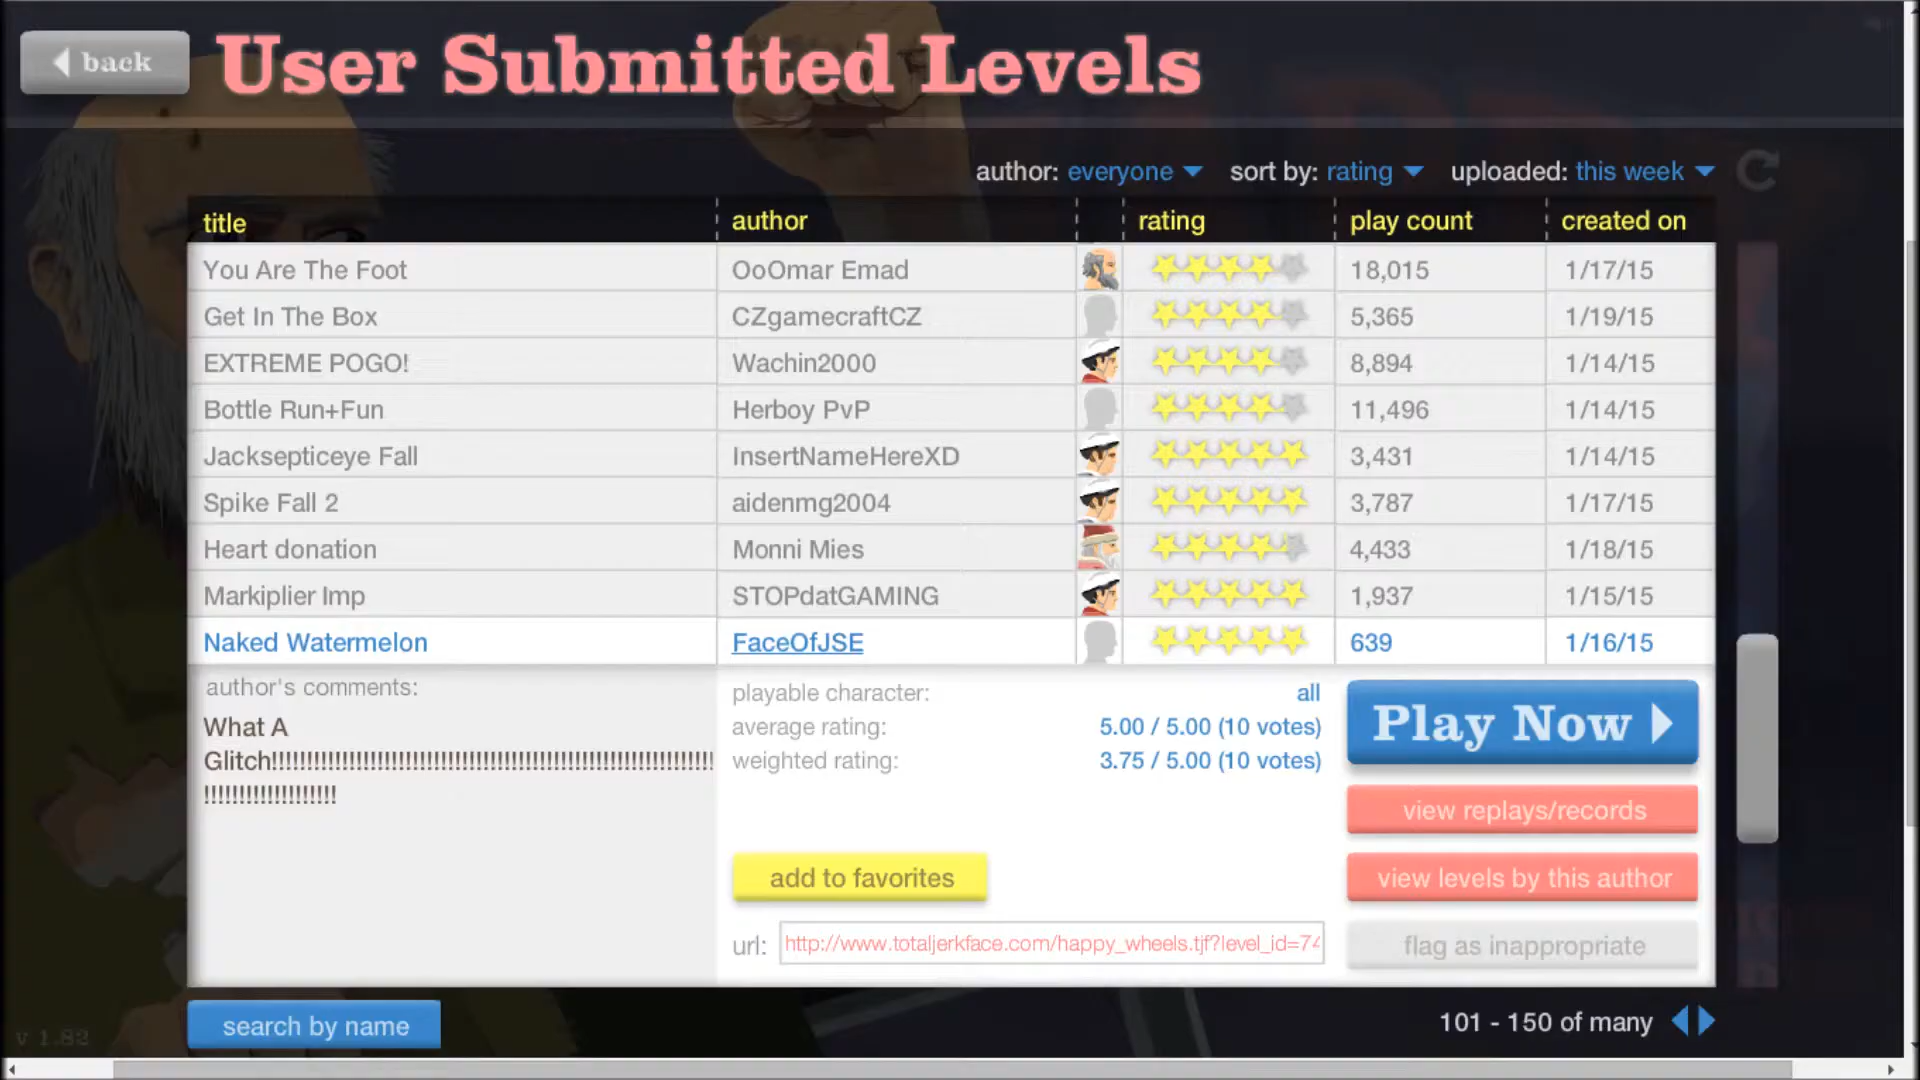 back
User Submitted Levels
author: everyone sort by: rating uploaded: this week
title author rating play count created on
You Are The Foot OoOmar Emad 18,015 1/17/15
Get In The Box CZgamecraftCZ 5,365 1/19/15
EXTREME POGO! Wachin2000 8,894 1/14/15
Bottle Run+Fun Herboy PvP 11,496 1/14/15
Jacksepticeye Fall InsertNameHereXD 3,431 1/14/15
Spike Fall 2 aidenmg2004 3,787 1/17/15
Heart donation Monni Mies 4,433 1/18/15
Markiplier Imp STOPdatGAMING 1,937 1/15/15
Naked Watermelon FaceOfJSE 639 1/16/15
author's comments:
What A
Glitch!!!!!!!!!!!!!!!!!!!!!!!!!!!!!!!!!!!!!!!!!!!!!!!!!!!!!!!!!!!!!!
!!!!!!!!!!!!!!!!!!!
playable character: all
average rating: 5.00 / 5.00 (10 votes)
weighted rating: 3.75 / 5.00 (10 votes)
Play Now
view replays/records
add to favorites
view levels by this author
url: http://www.totaljerkface.com/happy_wheels.tjf?level_id=74
flag as inappropriate
search by name
101 - 150 of many
v 1.82